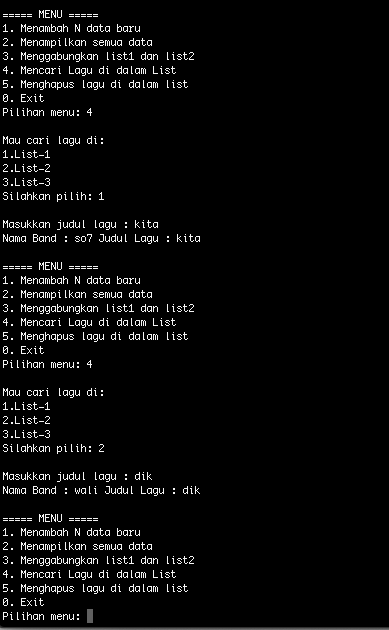 ===== MENU =====
1. Menambah N data baru
2. Menampilkan semua data
3. Menggabungkan list1 dan list2
4. Mencari Lagu di dalam List
5. Menghapus lagu di dalam list
0. Exit
Pilihan menu: 4
Mau cari lagu di:
1.List-1
2.List-2
3.List-3
Silahkan pilih: 1
Masukkan judul lagu : kita
Nama Band : so7 Judul Lagu : kita
===== MENU =====
1. Menambah N data baru
2. Menampilkan semua data
3. Menggabungkan list1 dan list2
4. Mencari Lagu di dalam List
5. Menghapus lagu di dalam list
0. Exit
Pilihan menu: 4
Mau cari lagu di:
1.List-1
2.List-2
3.List-3
Silahkan pilih: 2
Masukkan judul lagu : dik
Nama Band : wali Judul Lagu : dik
===== MENU =====
1. Menambah N data baru
2. Menampilkan semua data
3. Menggabungkan list1 dan list2
4. Mencari Lagu di dalam List
5. Menghapus lagu di dalam list
0. Exit
Pilihan menu: